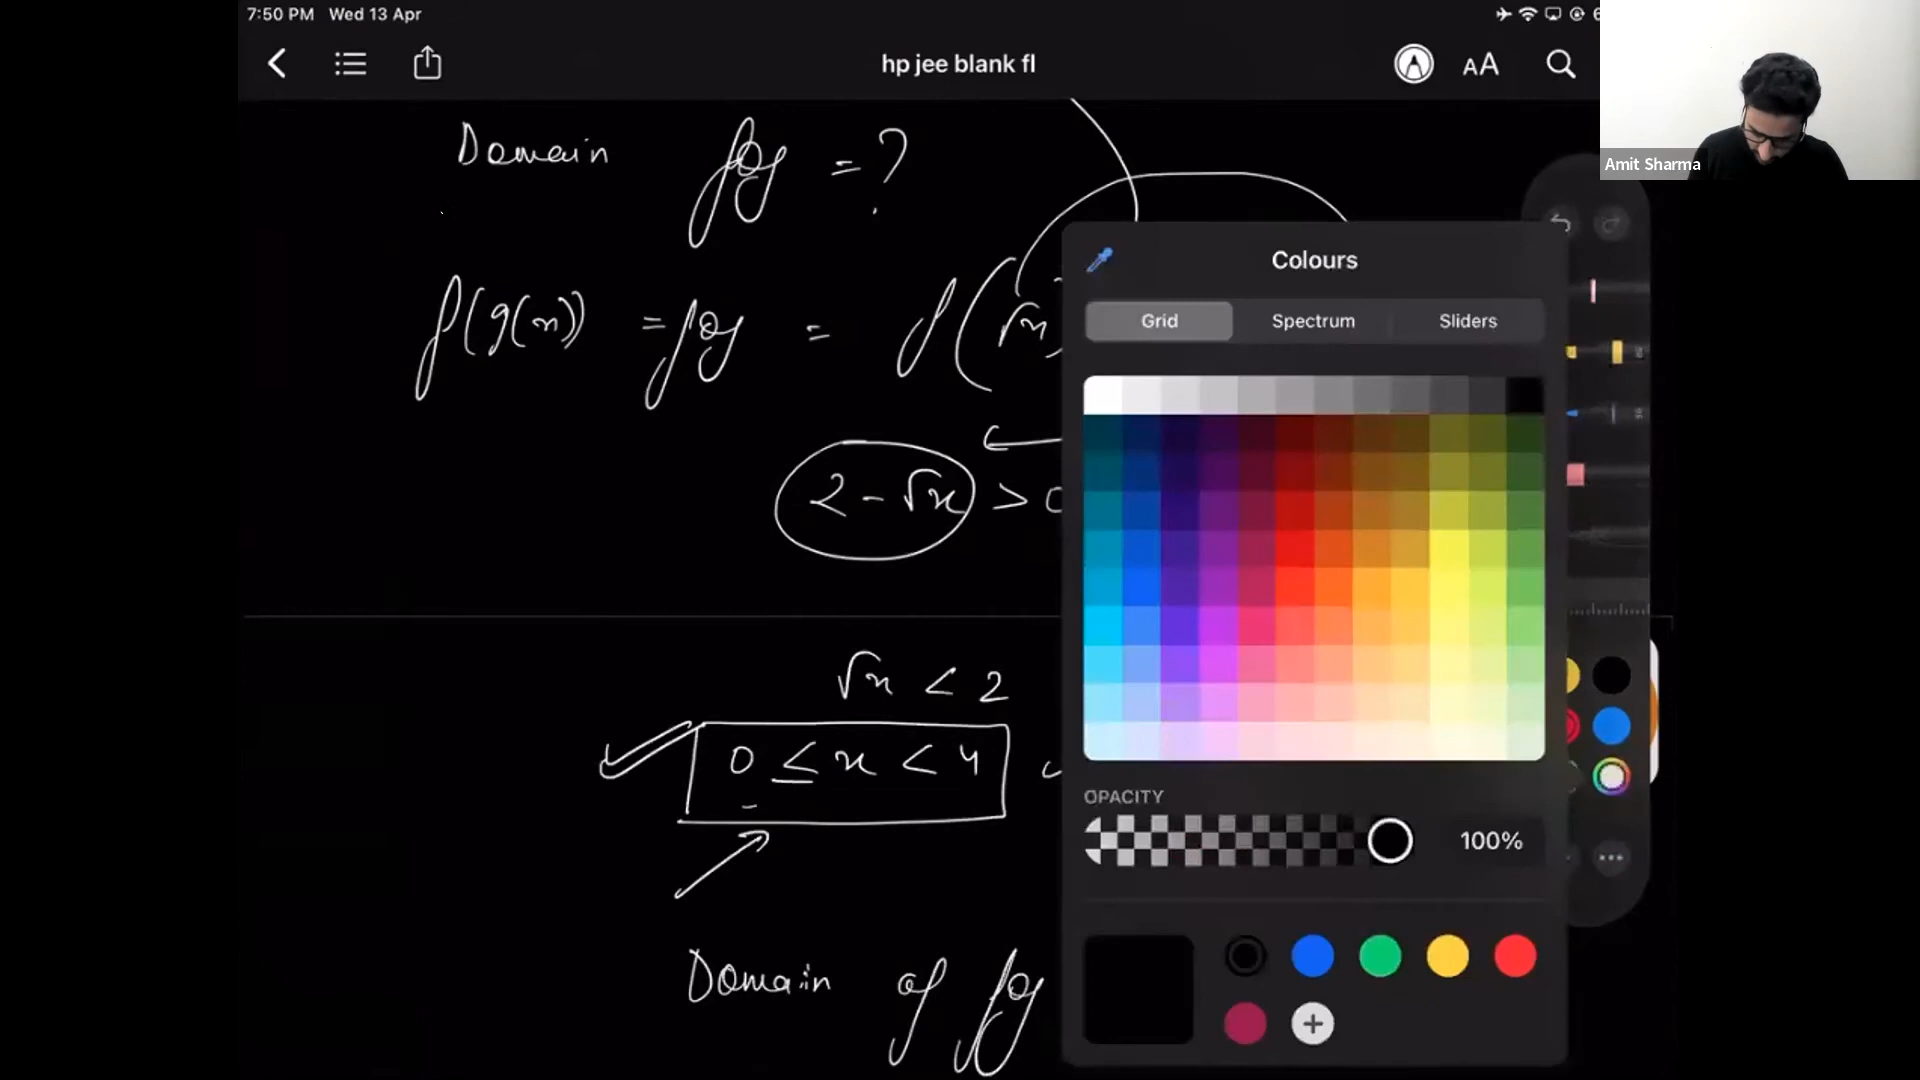 7:50 PM Wed 13 Apr
hp jee blank fl
AA
Amit Sharma
Domain fog = ?
f(g(x)) = fog = f(√x
2 - √x > 0
√x < 2
0 ≤ x < 4
Domain of fog
Colours
Grid Spectrum Sliders
OPACITY
100%